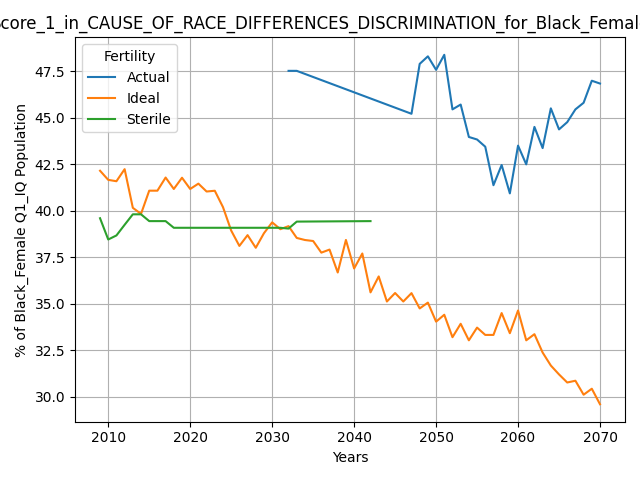 core_1_in_CAUSE_OF_RACE_DIFFERENCES_DISCRIMINATION_for_Black_Femal
Fertility
Actual
Ideal
Sterile
47.5
45.0
42.5
40.0
37.5
35.0
32.5
30.0
% of Black_Female Q1_IQ Population
2010 2020 2030 2040 2050 2060 2070
Years